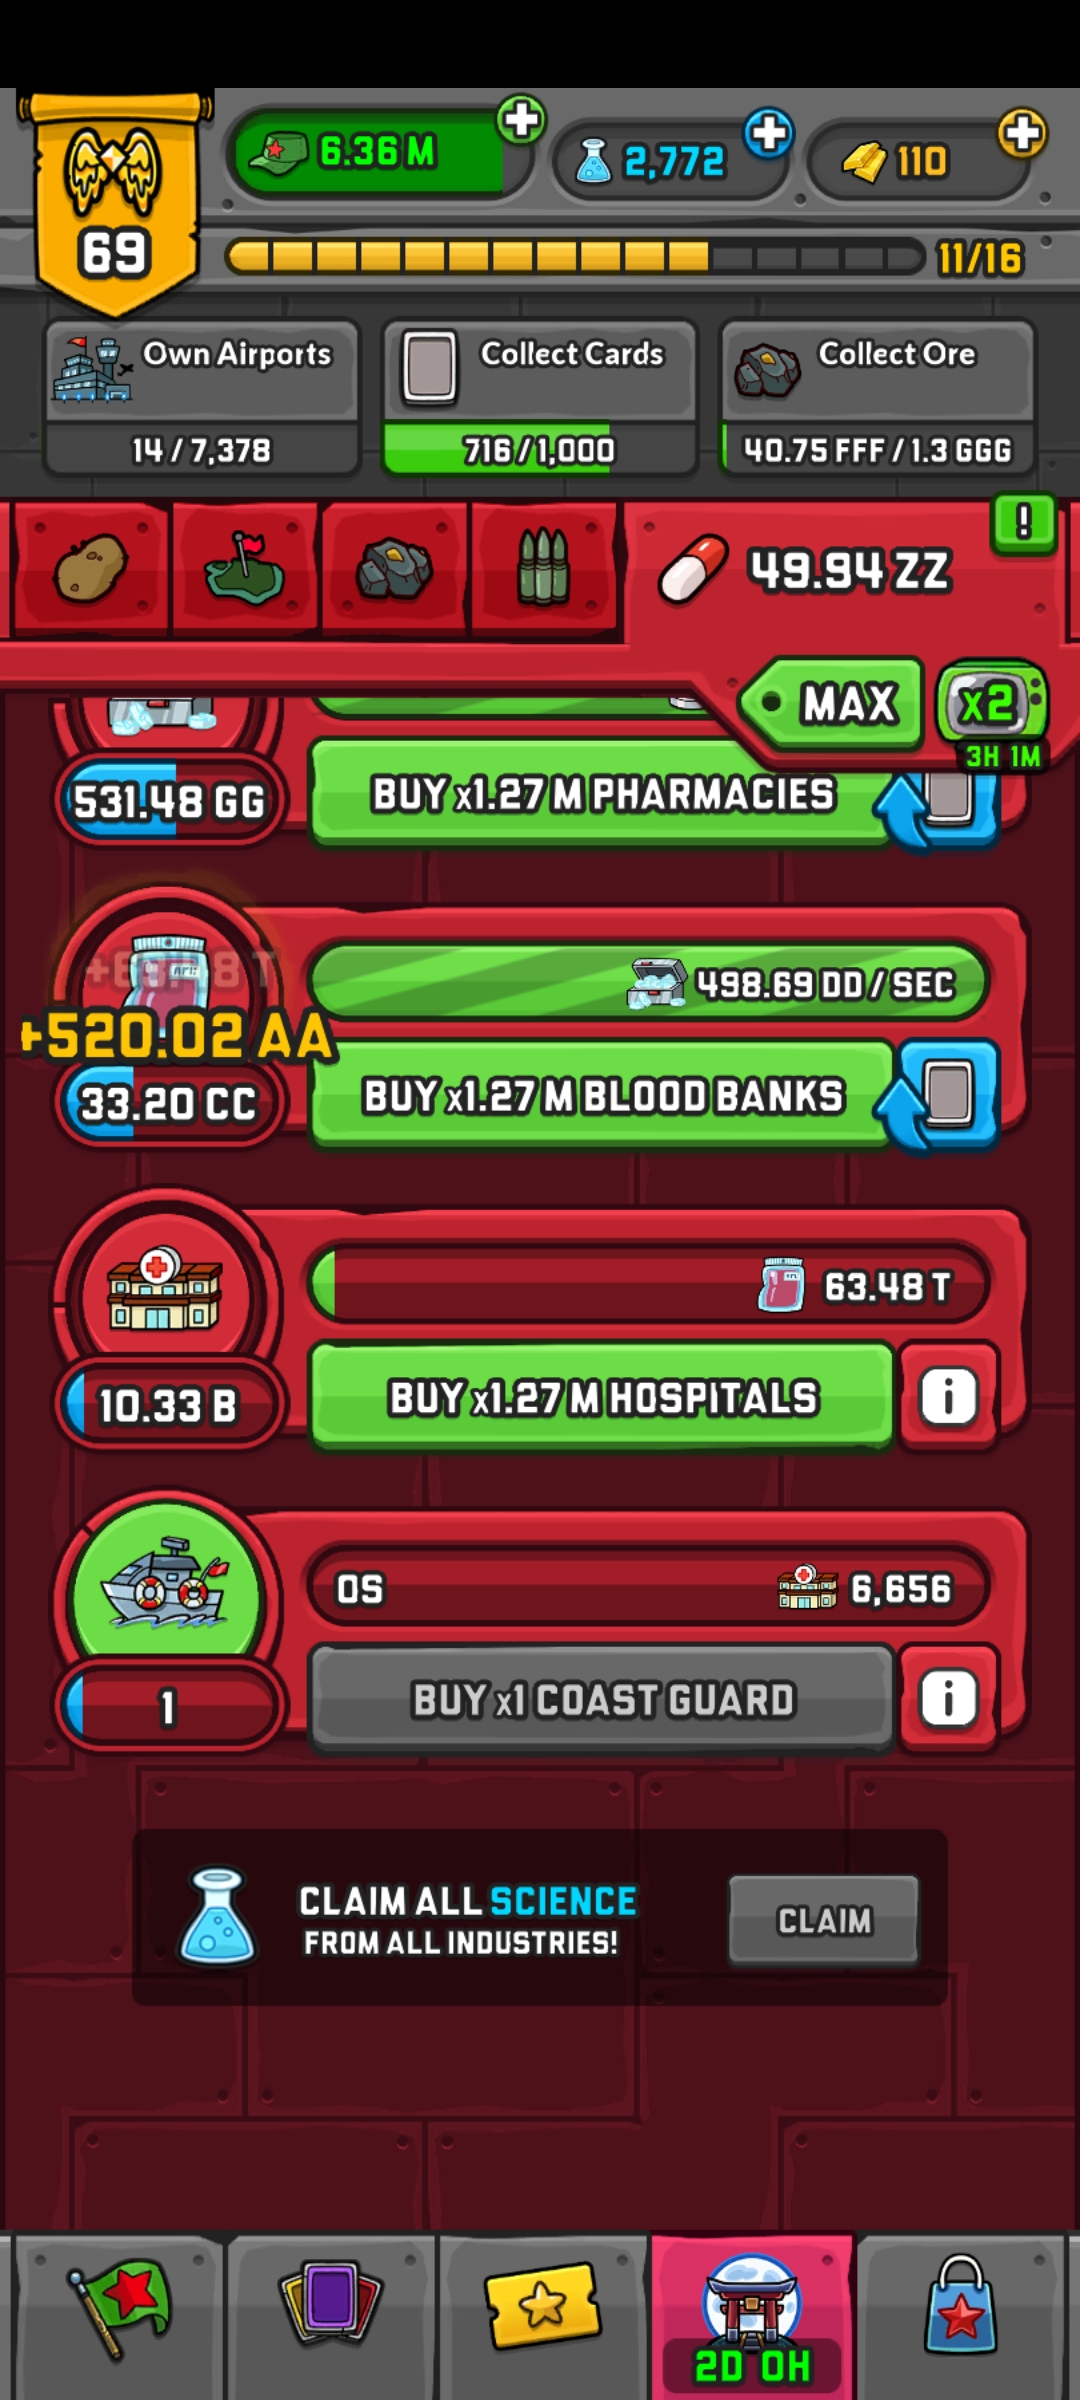 69
6.36 M
2,772
110
11/16
Own Airports
14 / 7,378
Collect Cards
716 / 1,000
Collect Ore
40.75 FFF / 1.3 GGG
!
49.94 ZZ
MAX
x2
3H 1M
531.48 GG
BUY x1.27 M PHARMACIES
498.69 DD / SEC
+520.02 AA
33.20 CC
BUY x1.27 M BLOOD BANKS
63.48 T
10.33 B
BUY x1.27 M HOSPITALS
i
0S
6,656
1
BUY x1 COAST GUARD
i
CLAIM ALL SCIENCE
FROM ALL INDUSTRIES!
CLAIM
2D 0H